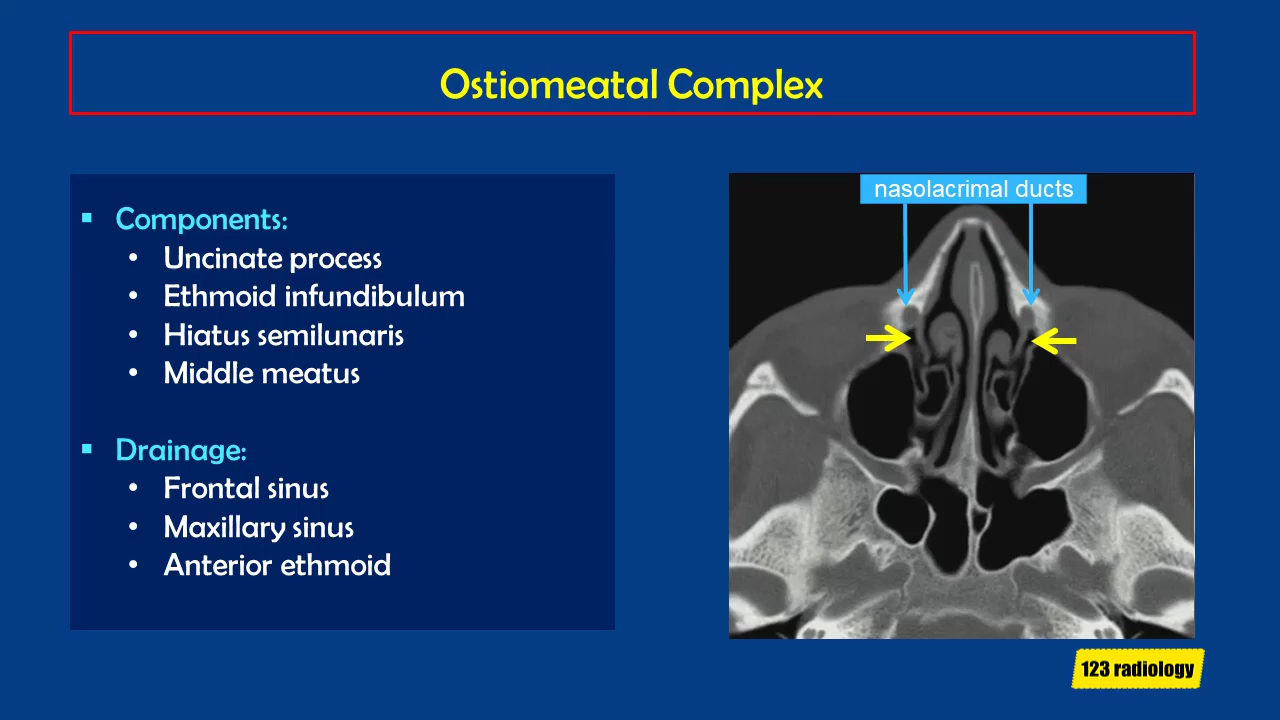 Ostiomeatal Complex
▪ Components:
• Uncinate process
• Ethmoid infundibulum
• Hiatus semilunaris
• Middle meatus
▪ Drainage:
• Frontal sinus
• Maxillary sinus
• Anterior ethmoid
nasolacrimal ducts
123 radiology